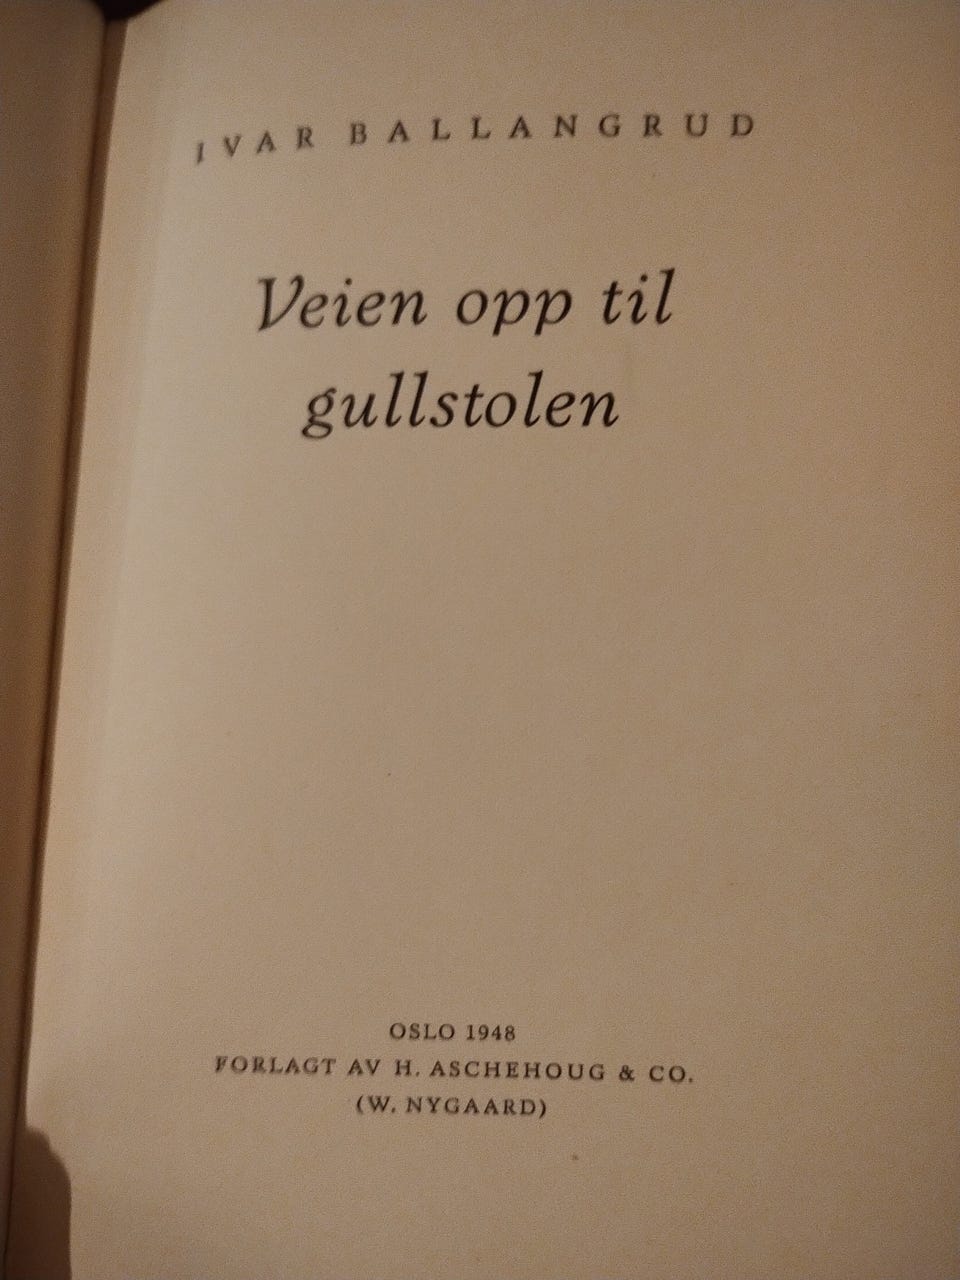 IVAR BALLANGRUD
Veien opp til
gullstolen
OSLO 1948
FORLAGT AV H. ASCHEHOUG & CO.
(W. NYGAARD)